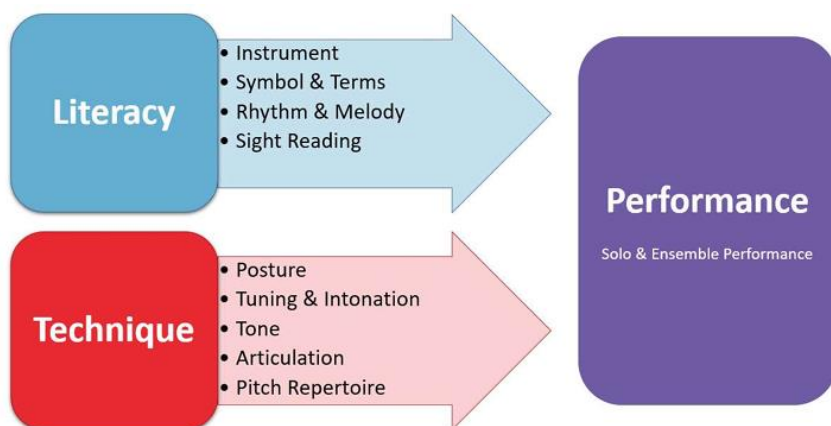 Literacy
• Instrument
• Symbol & Terms
• Rhythm & Melody
• Sight Reading
Technique
• Posture
• Tuning & Intonation
• Tone
• Articulation
• Pitch Repertoire
Performance
Solo & Ensemble Performance